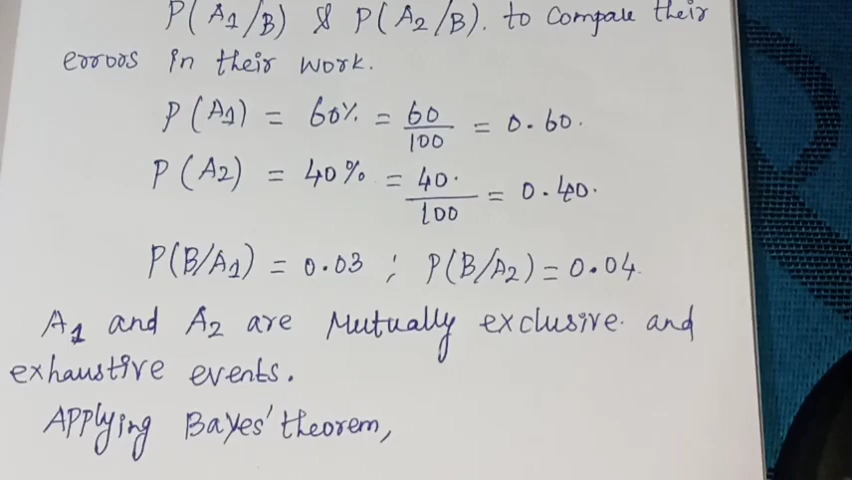 P(A1/B) & P(A2/B). to compare their
errors in their work.
P(A1) = 60% = 60/100 = 0.60.
P(A2) = 40% = 40./100 = 0.40.
P(B/A1) = 0.03 ; P(B/A2) = 0.04.
A1 and A2 are Mutually exclusive. and
exhaustive events.
Applying Bayes' theorem,